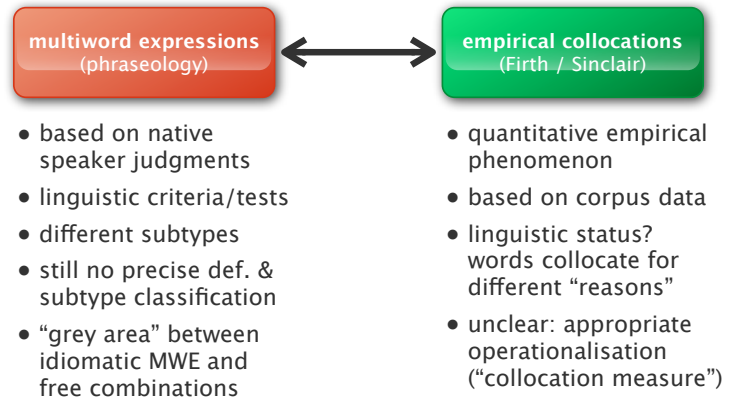 multiword expressions
(phraseology)
• based on native
speaker judgments
• linguistic criteria/tests
• different subtypes
• still no precise def. &
subtype classification
• “grey area” between
idiomatic MWE and
free combinations
empirical collocations
(Firth / Sinclair)
• quantitative empirical
phenomenon
• based on corpus data
• linguistic status?
words collocate for
different “reasons”
• unclear: appropriate
operationalisation
(“collocation measure”)